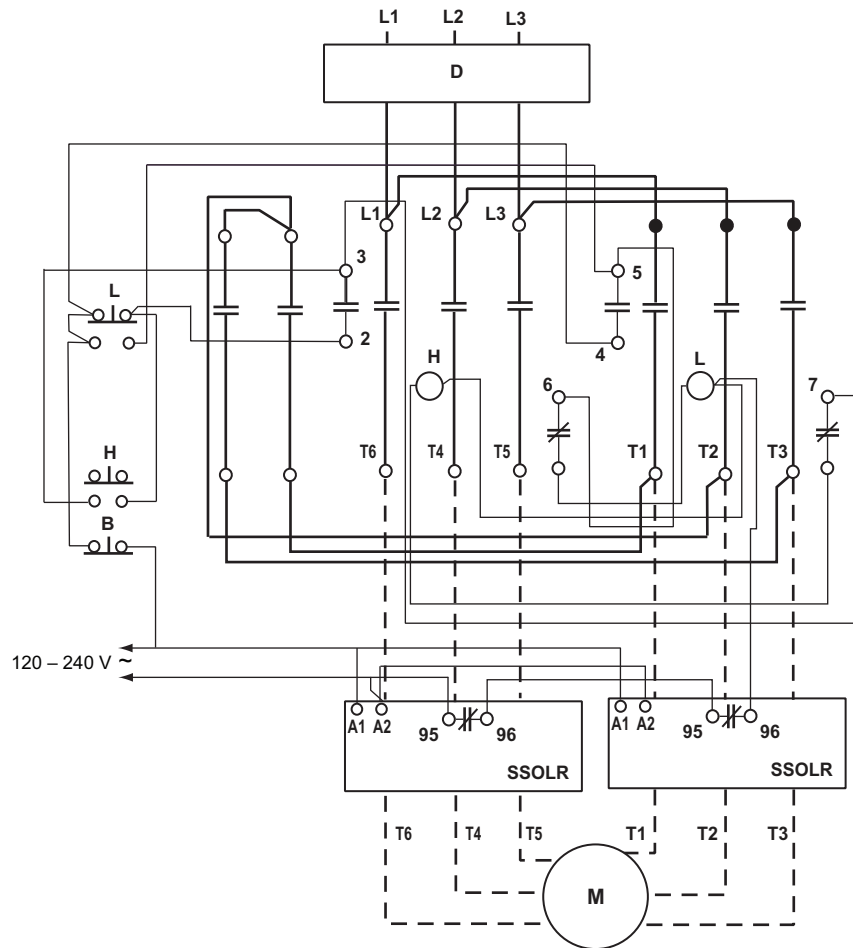 L1 L2 L3
D
L1 L2 L3
3 5
L
2 4
H 6 L 7
T6 T4 T5 T1 T2 T3
H
B
120 – 240 V ~
A1 A2 95 96 A1 A2 95 96
SSOLR SSOLR
T6 T4 T5 T1 T2 T3
M